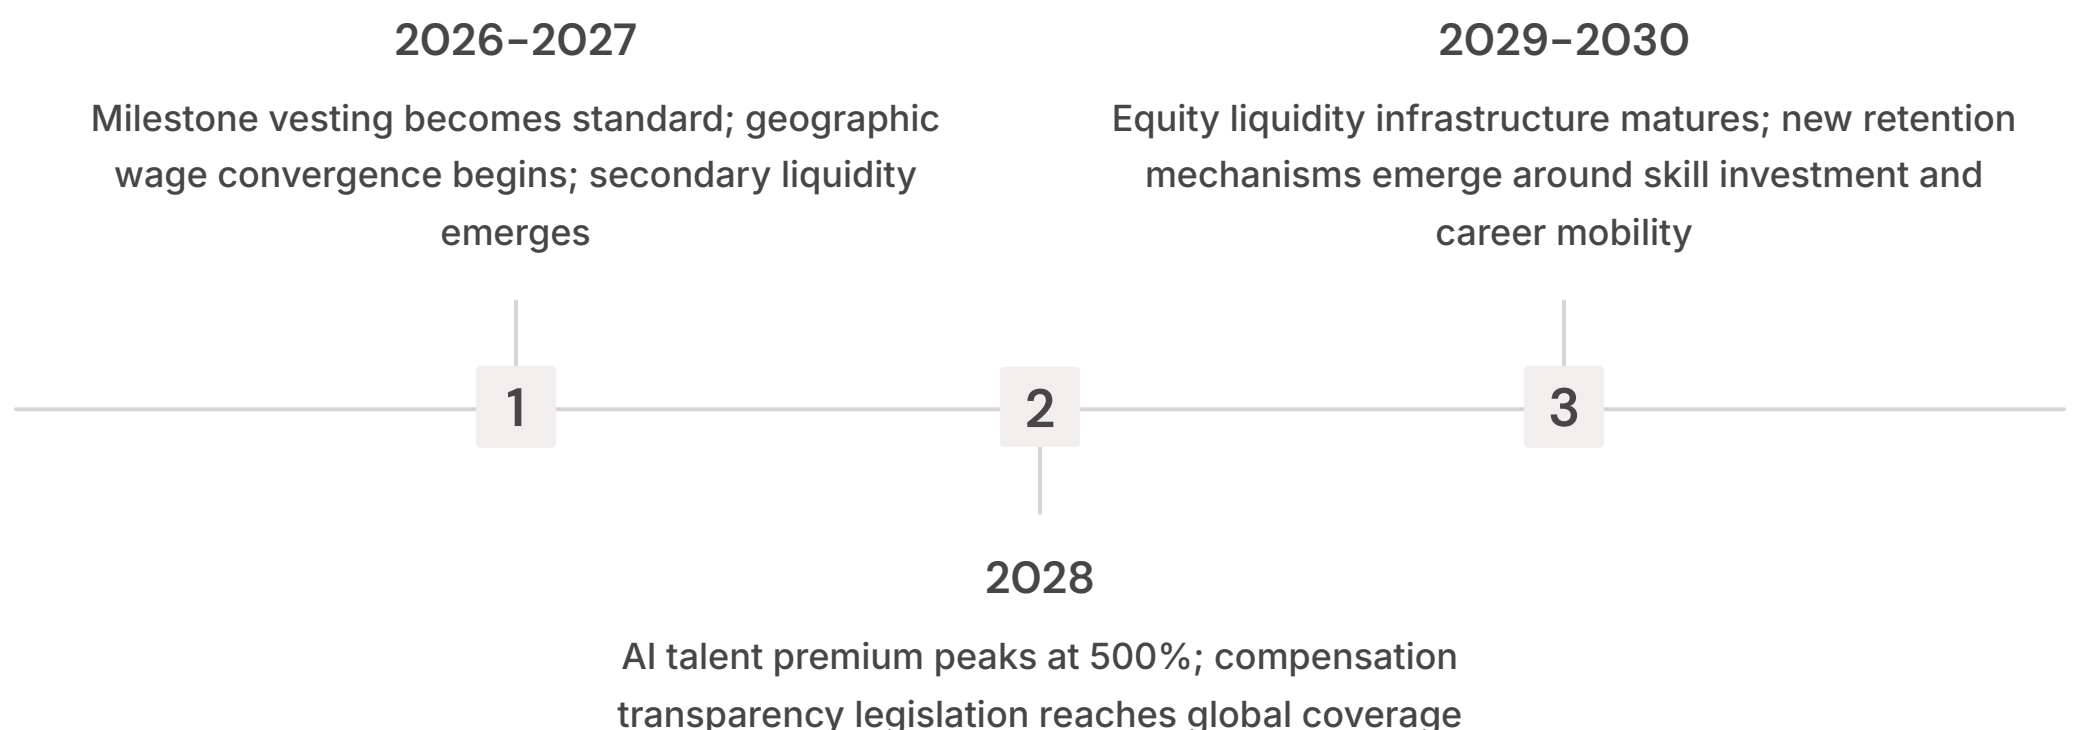 2026–2027
Milestone vesting becomes standard; geographic
wage convergence begins; secondary liquidity
emerges
2029–2030
Equity liquidity infrastructure matures; new retention
mechanisms emerge around skill investment and
career mobility
1
2
3
2028
AI talent premium peaks at 500%; compensation
transparency legislation reaches global coverage